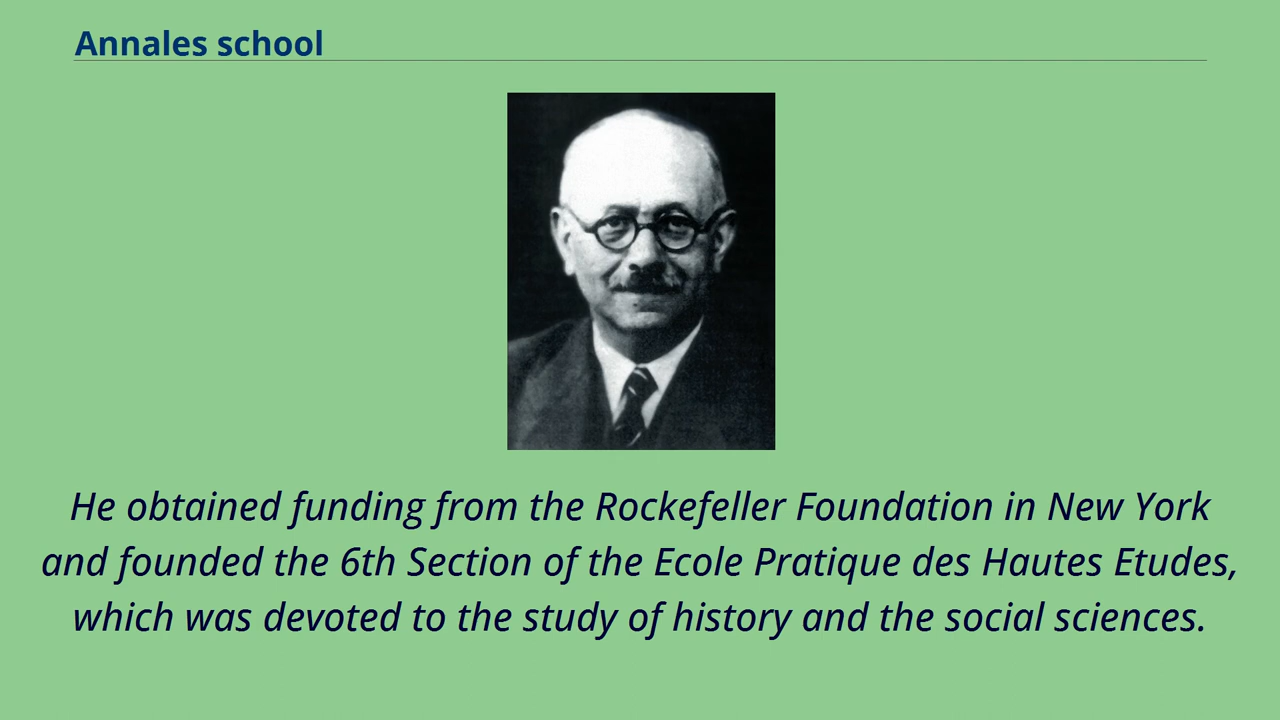 Annales school
He obtained funding from the Rockefeller Foundation in New York
and founded the 6th Section of the Ecole Pratique des Hautes Etudes,
which was devoted to the study of history and the social sciences.